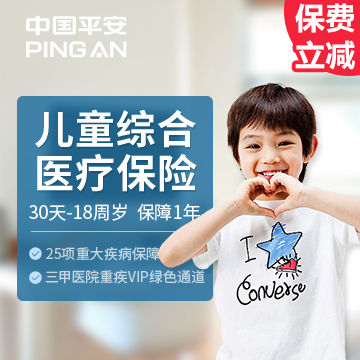 中国平安
PING AN
保费
立减
儿童综合
医疗保险
30天-18周岁 保障1年
25项重大疾病保障
三甲医院重疾VIP绿色通道
I
Converse